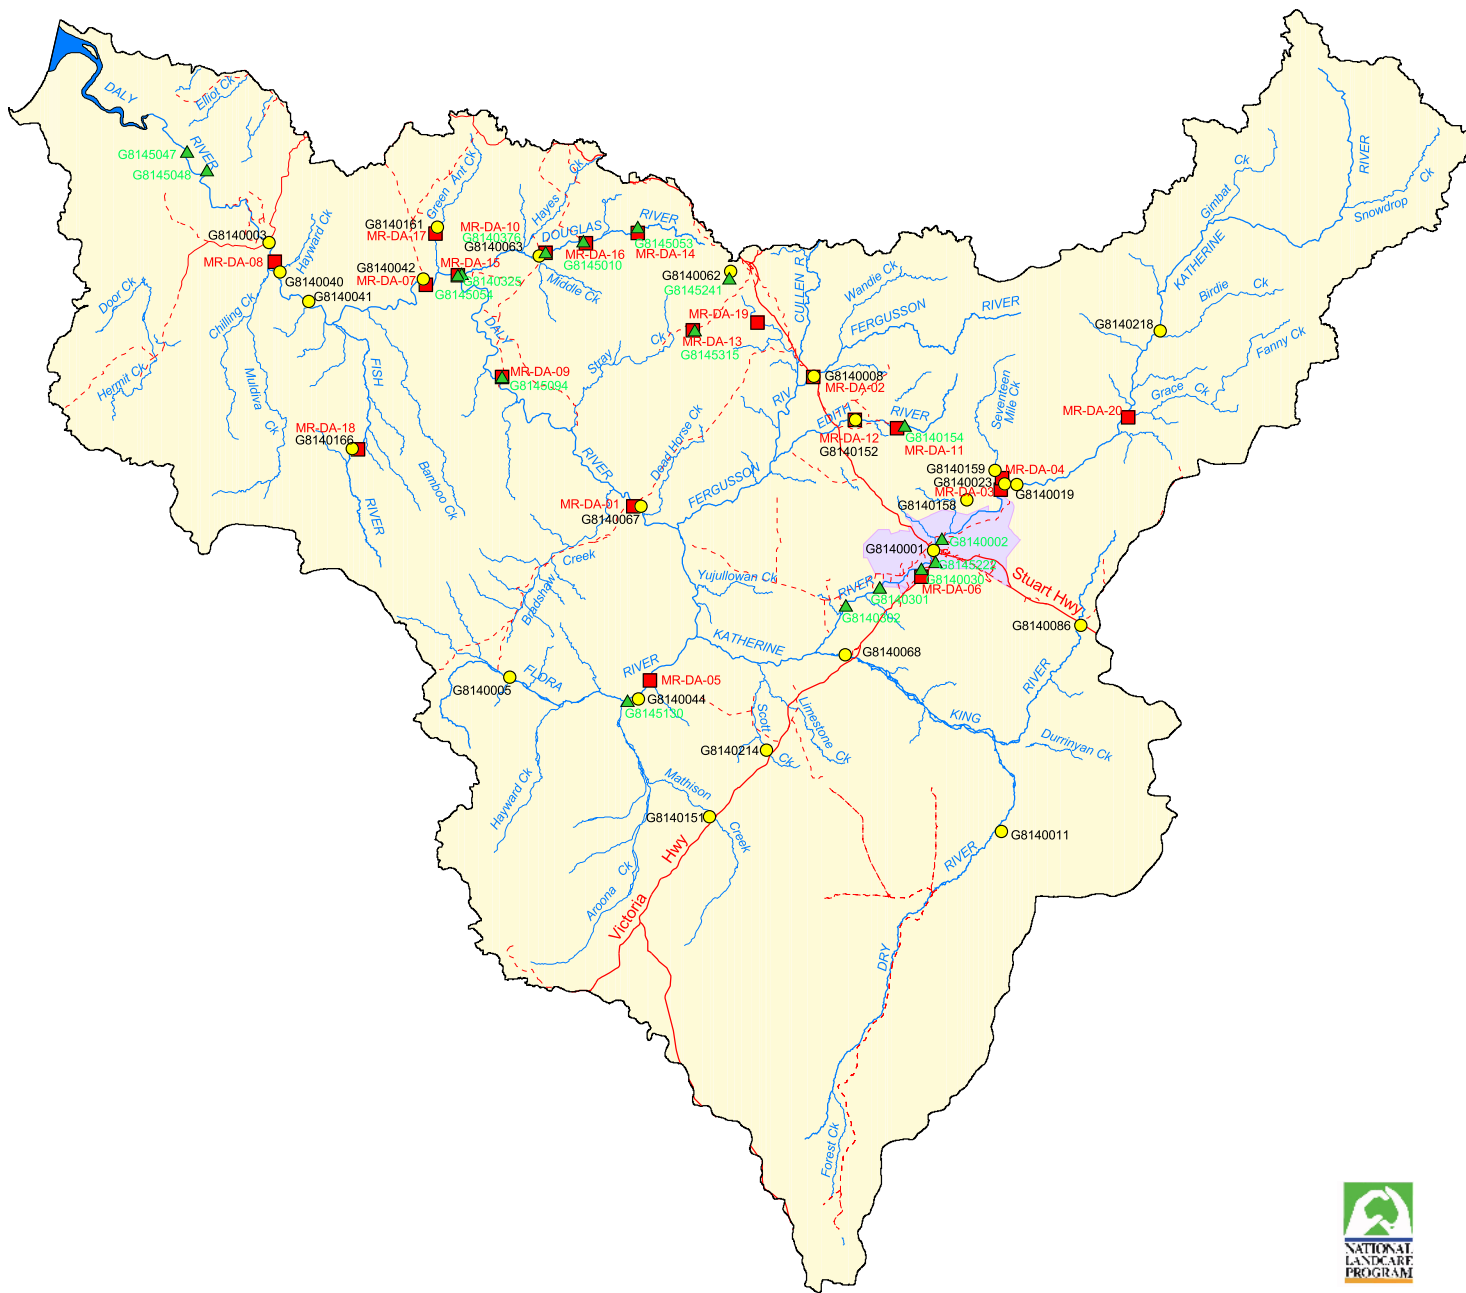 DALY
Elliot Ck
RIVER
G8145047
G8145048
G8140003
MR-DA-08
G8140040
G8140041
Hayward Ck
Door Ck
Hermit Ck
Chilling Ck
Muldiva
Ck
FISH
RIVER
Bamboo Ck
MR-DA-18
G8140166
Green Ant Ck
G8140161
MR-DA-17
G8140042
MR-DA-07
MR-DA-10
G8140376
G8140063
MR-DA-15
G8140325
G8145054
Hayes Ck
DOUGLAS
RIVER
MR-DA-16
G8145010
G8145053
MR-DA-14
Middle Ck
DALY
RIVER
MR-DA-09
G8145094
Stray
Ck
G8140062
G8145241
MR-DA-19
MR-DA-13
G8145315
CULLEN R
Wandie Ck
FERGUSSON
RIVER
G8140008
MR-DA-02
RIV
EDITH
RIVER
MR-DA-12
G8140152
G8140154
MR-DA-11
Dead Horse Ck
FERGUSSON
MR-DA-01
G8140067
Gimbat
Ck
RIVER
Snowdrop
Ck
KATHERINE
Birdie
Ck
G8140218
Fanny Ck
Grace
Ck
MR-DA-20
Seventeen
Mile Ck
G8140159
MR-DA-04
G8140023
MR-DA-03
G8140019
G8140158
G8140002
G8140001
G8145222
G8140030
MR-DA-06
RIVER
G8140301
G8140302
Stuart Hwy
G8140086
Creek
Bradshaw
Yujullowan Ck
KATHERINE
G8140068
RIVER
MR-DA-05
G8140044
G8145130
FLORA
G8140005
KING
RIVER
Durrinyan Ck
Scott
Ck
Limestone
Ck
G8140214
Hayward Ck
Mathison
Creek
G8140151
G8140011
RIVER
Aroona
Ck
Victoria
Hwy
DRY
Forest Ck
NATIONAL
LANDCARE
PROGRAM